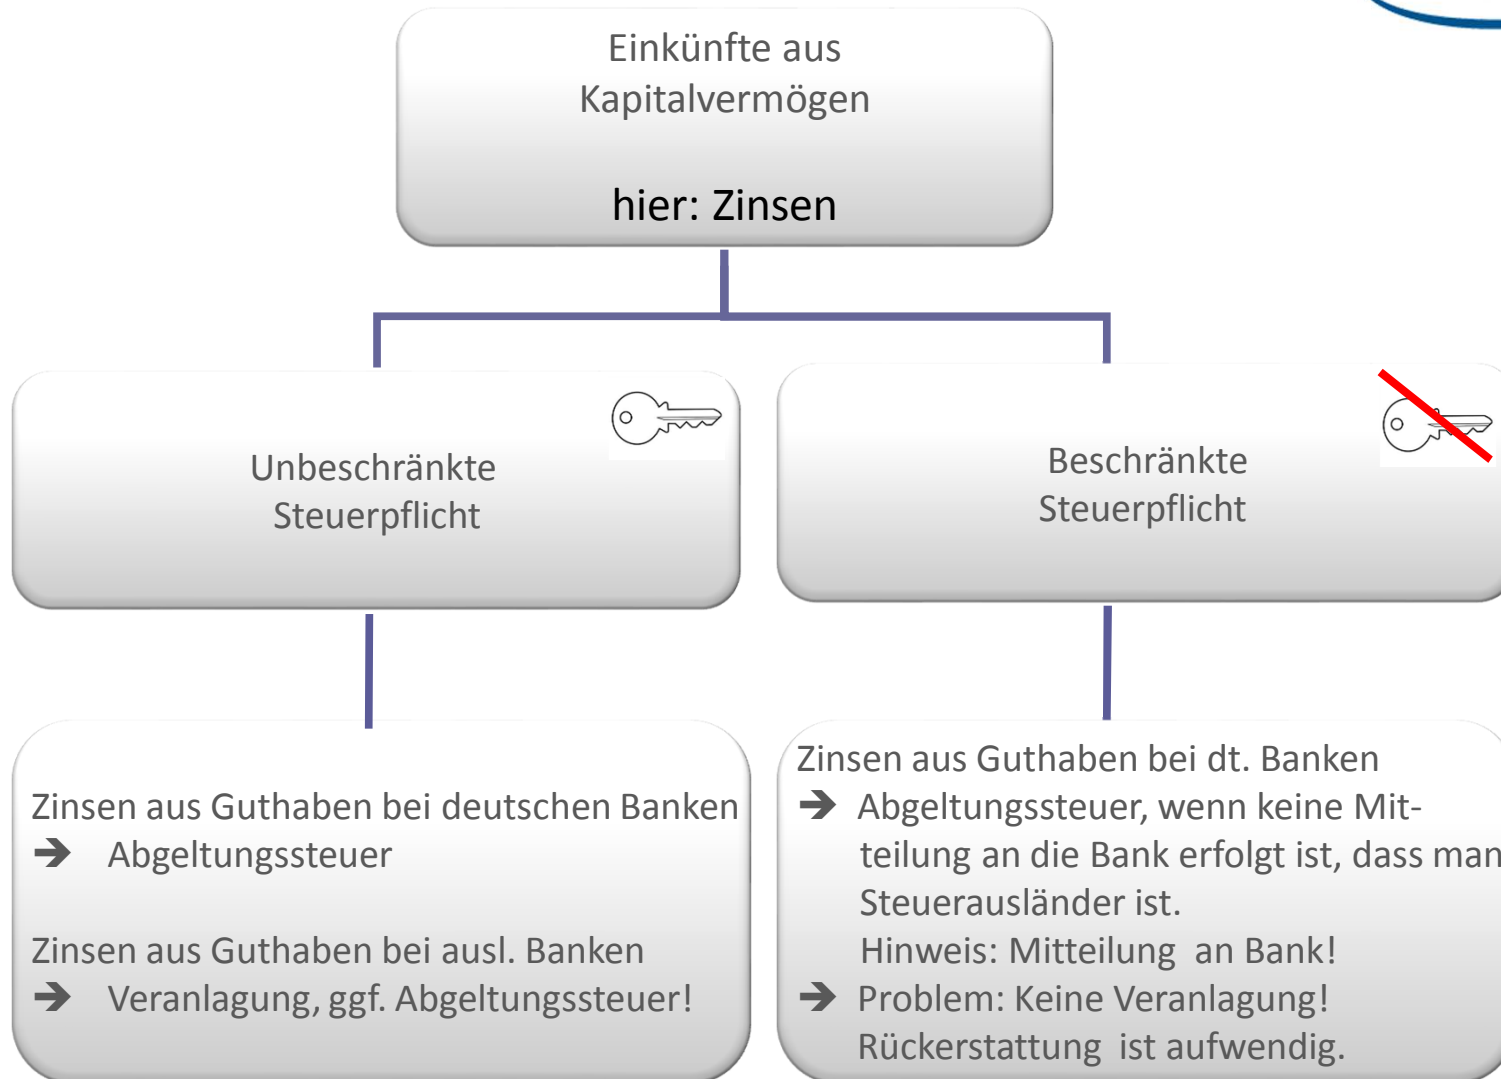 Einkünfte aus
Kapitalvermögen
hier: Zinsen
Unbeschränkte
Steuerpflicht
Beschränkte
Steuerpflicht
Zinsen aus Guthaben bei deutschen Banken
➔ Abgeltungssteuer
Zinsen aus Guthaben bei ausl. Banken
➔ Veranlagung, ggf. Abgeltungssteuer!
Zinsen aus Guthaben bei dt. Banken
➔ Abgeltungssteuer, wenn keine Mit-
teilung an die Bank erfolgt ist, dass man
Steuerausländer ist.
Hinweis: Mitteilung an Bank!
➔ Problem: Keine Veranlagung!
Rückerstattung ist aufwendig.